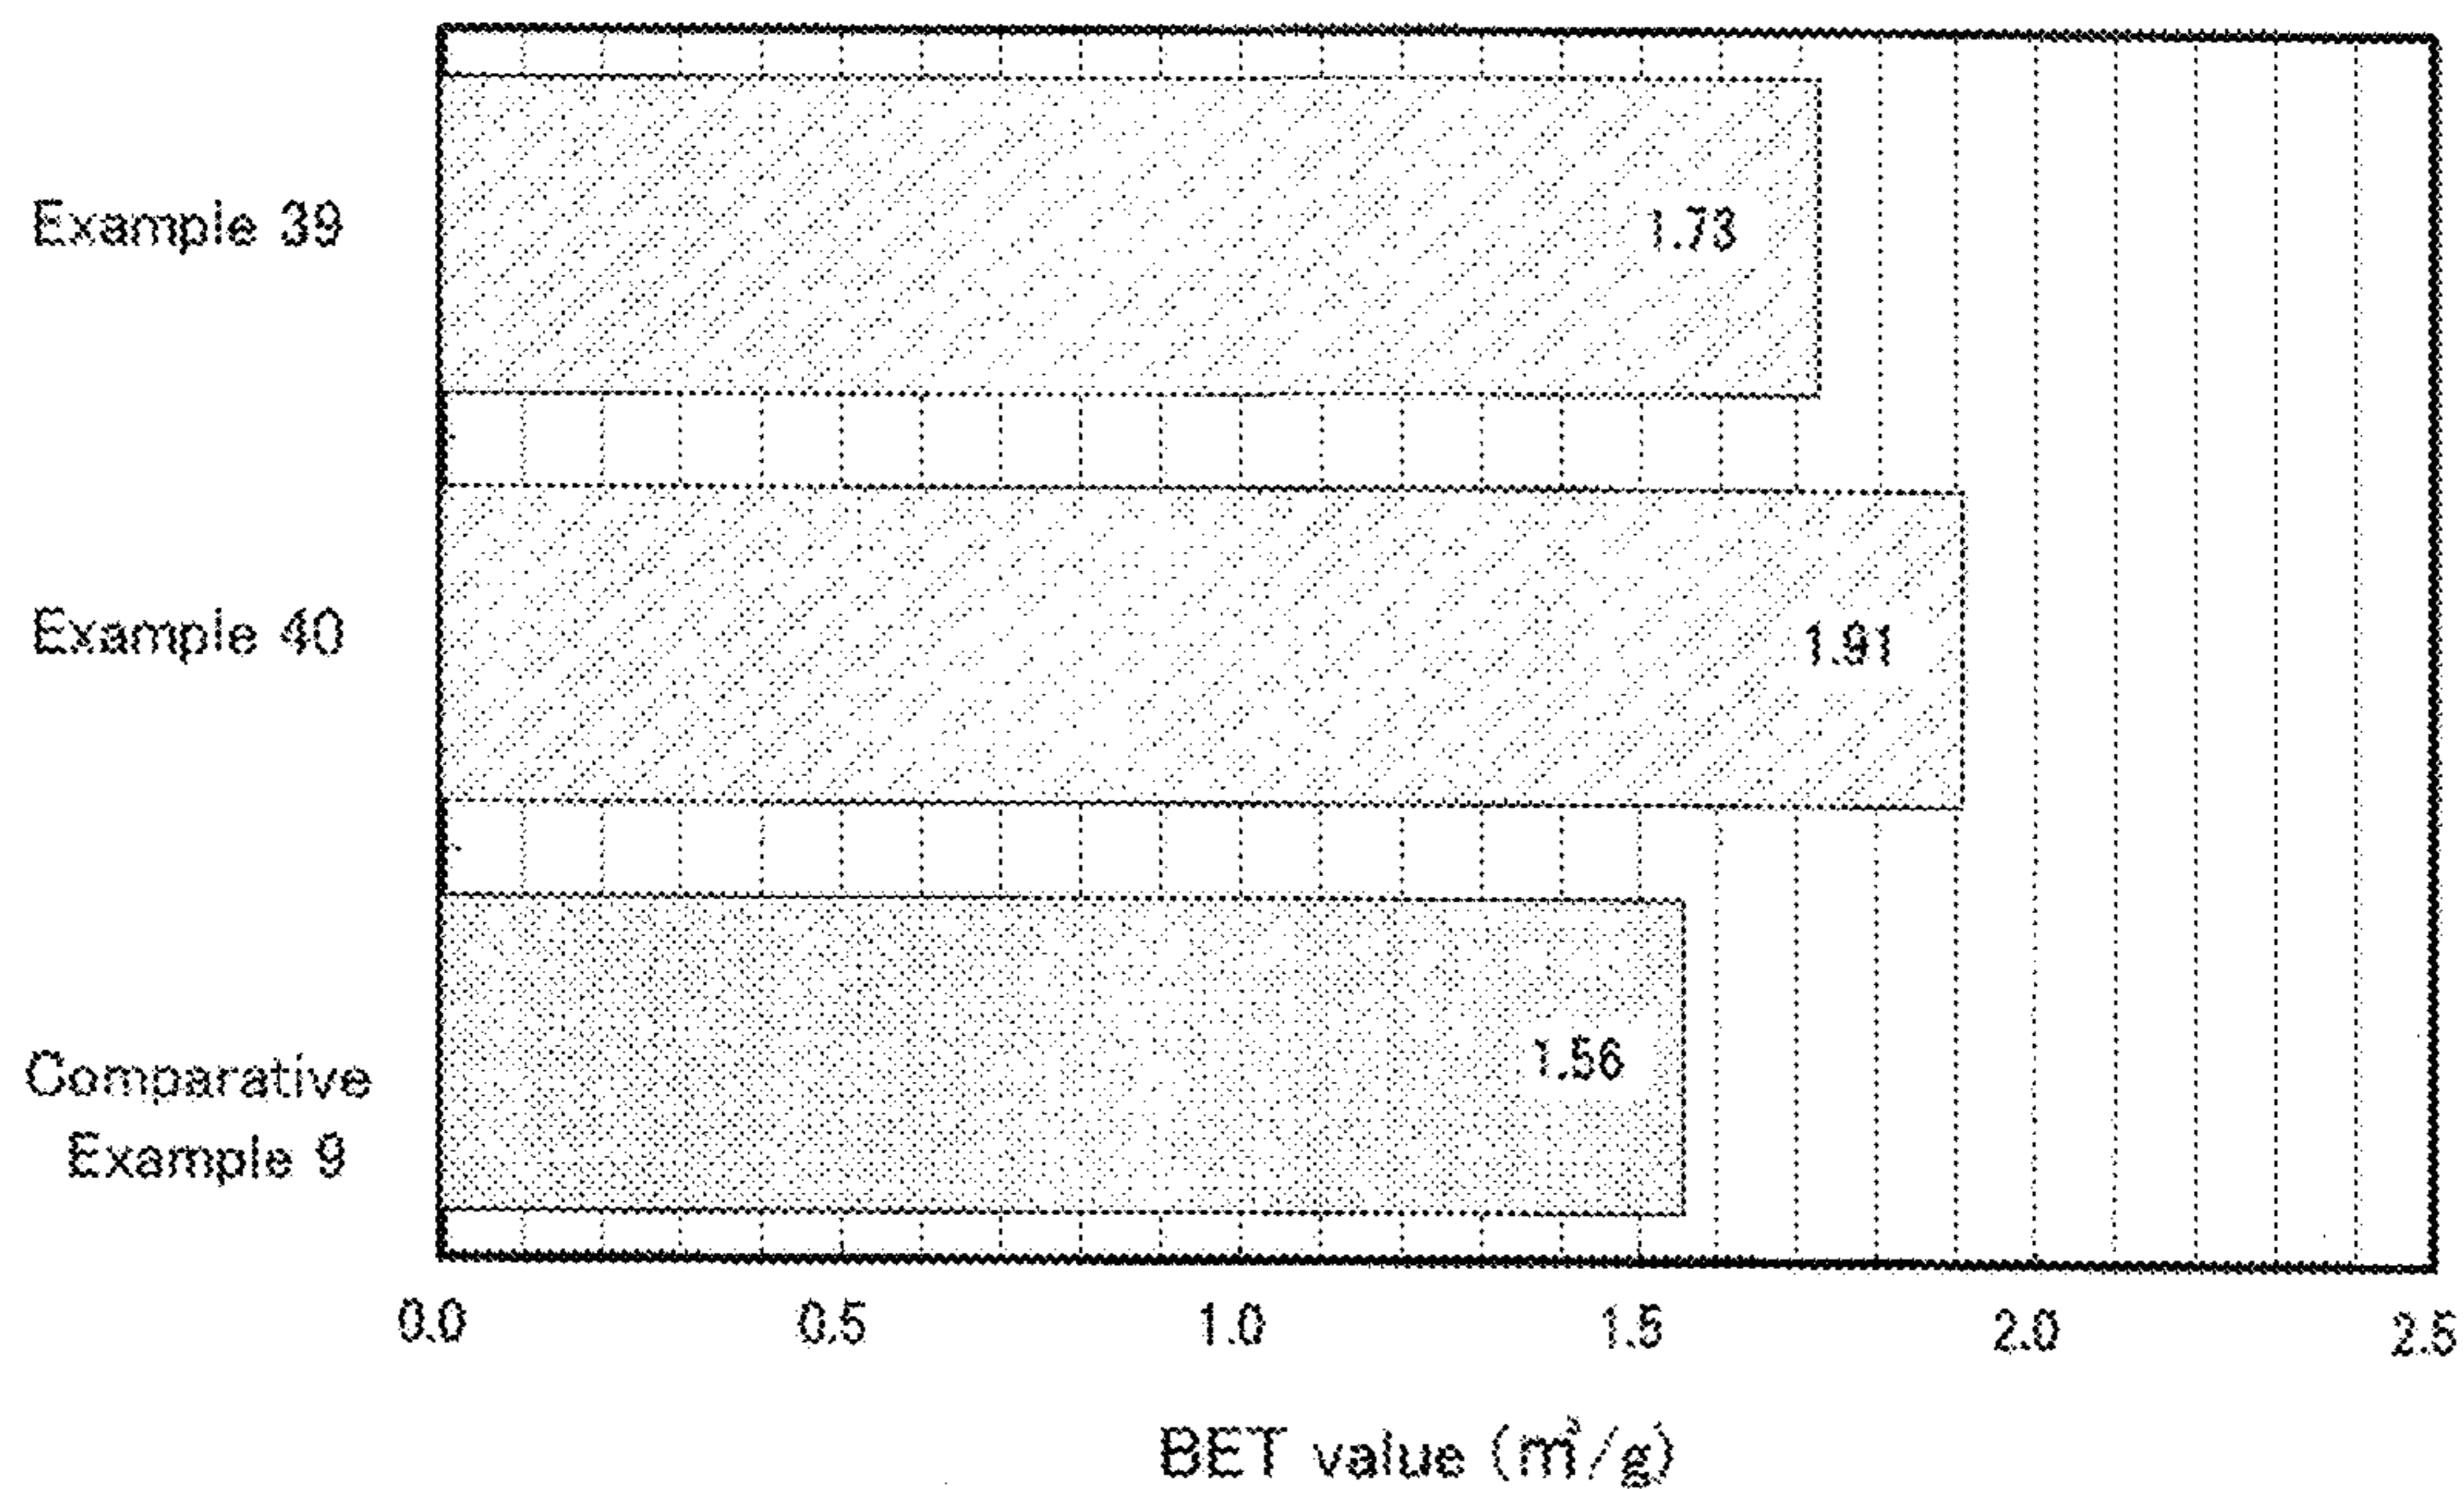 Example 39
1.73
Example 40
1.91
Comparative
Example 9
1.56
0.0 0.5 1.0 1.5 2.0 2.5
BET value (m²/g)